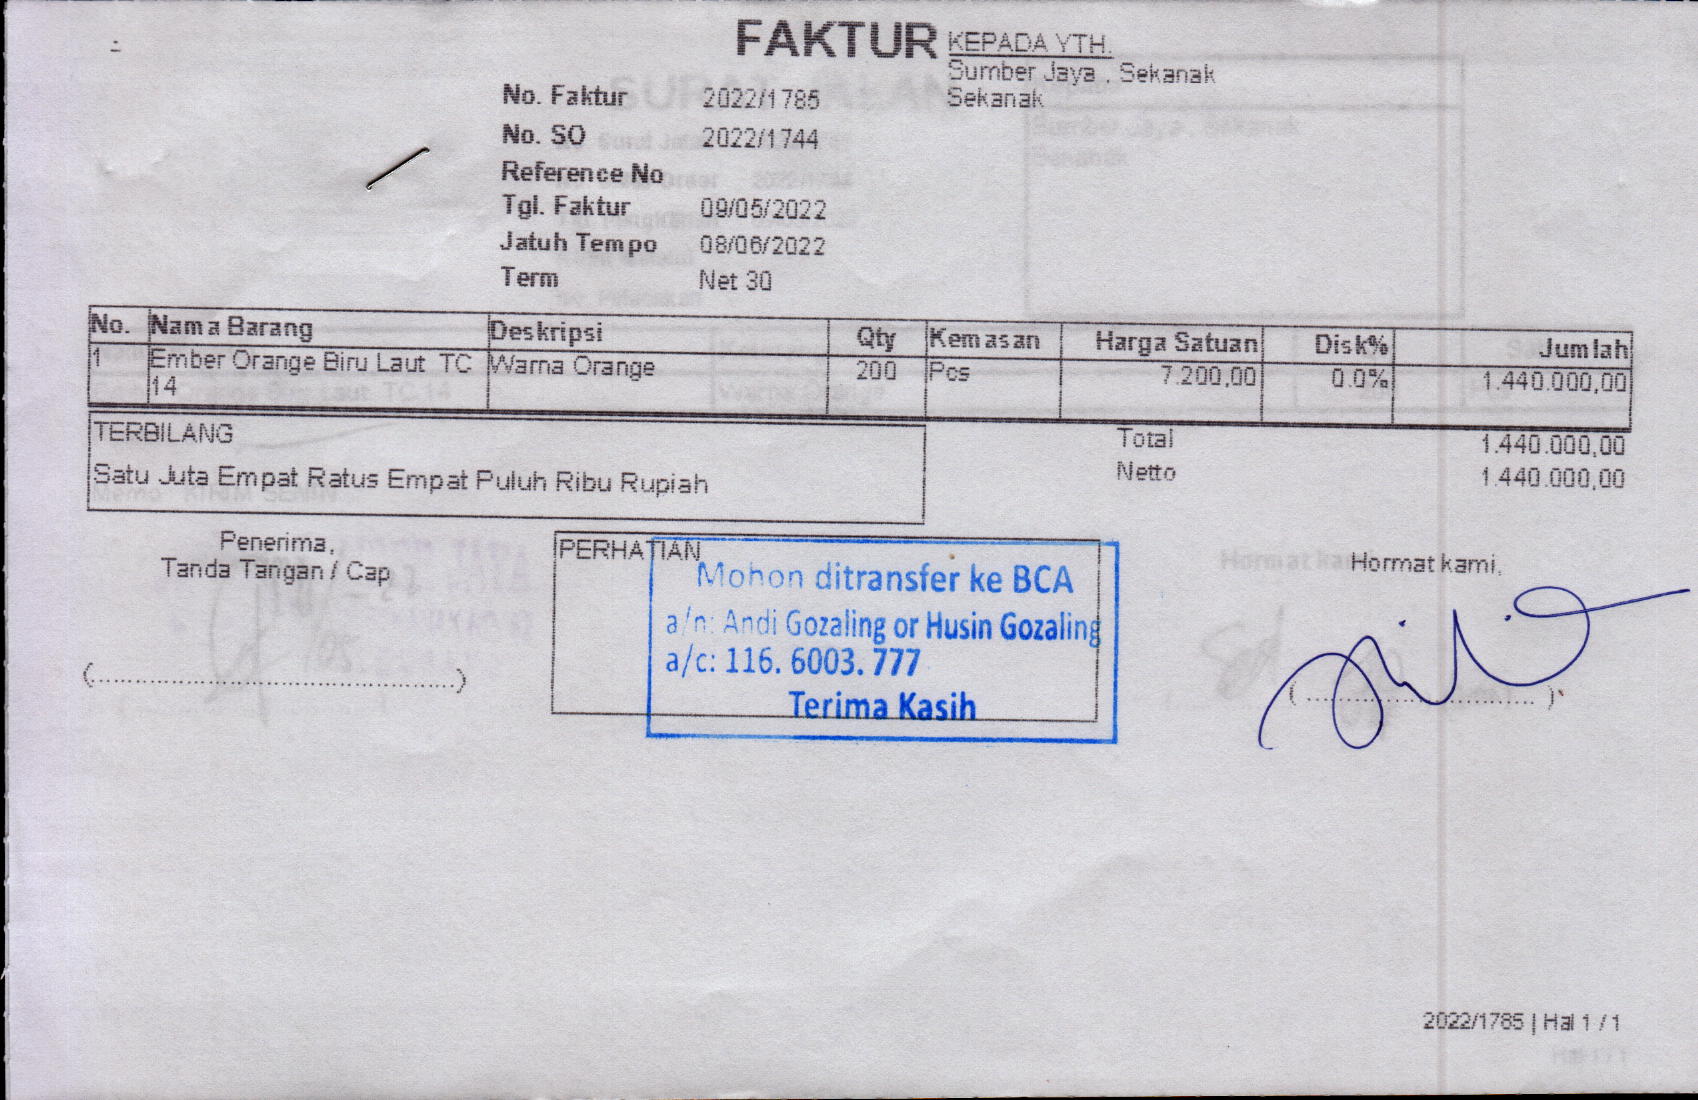 FAKTUR
KEPADA YTH.
Sumber Jaya , Sekanak
Sekanak
No. Faktur 2022/1785
No. SO 2022/1744
Reference No
Tgl. Faktur 09/05/2022
Jatuh Tempo 08/06/2022
Term Net 30
No. Nama Barang Deskripsi Qty Kemasan Harga Satuan Disk% Jumlah
1 Ember Orange Biru Laut TC Warna Orange 200 Pcs 7.200,00 0.0% 1.440.000,00
14
TERBILANG
Satu Juta Empat Ratus Empat Puluh Ribu Rupiah
Total 1.440.000,00
Netto 1.440.000,00
Penerima,
Tanda Tangan / Cap
(............................................)
PERHATIAN
Mohon ditransfer ke BCA
a/n: Andi Gozaling or Husin Gozaling
a/c: 116. 6003. 777
Terima Kasih
Hormat kami,
( ............................ )
2022/1785 | Hal 1 / 1